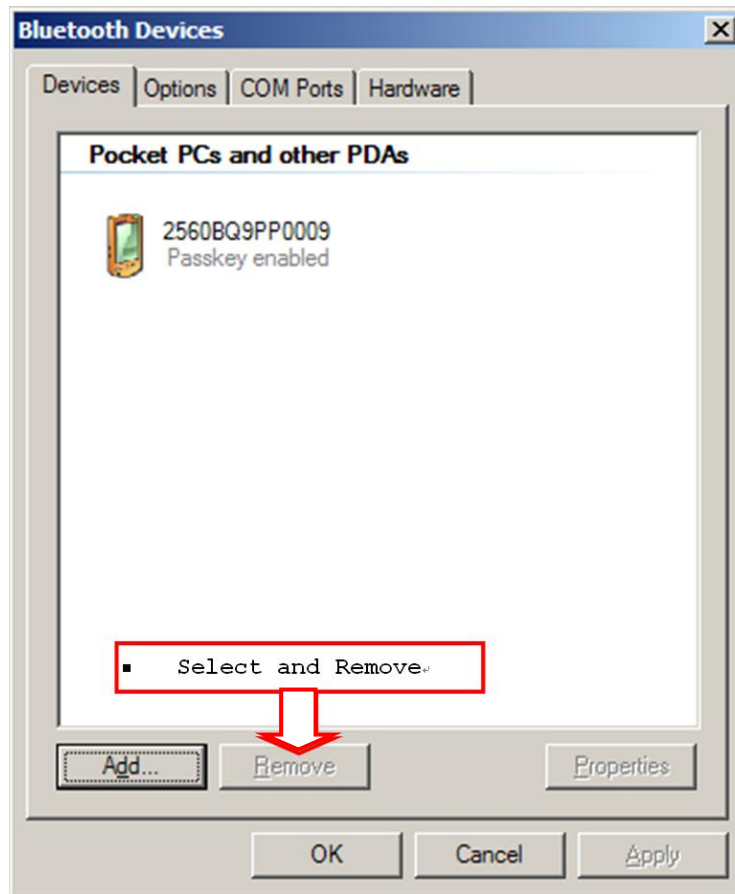 Bluetooth Devices
Devices Options COM Ports Hardware
Pocket PCs and other PDAs
2560BQ9PP0009
Passkey enabled
▪ Select and Remove↵
Add... Remove Properties
OK Cancel Apply